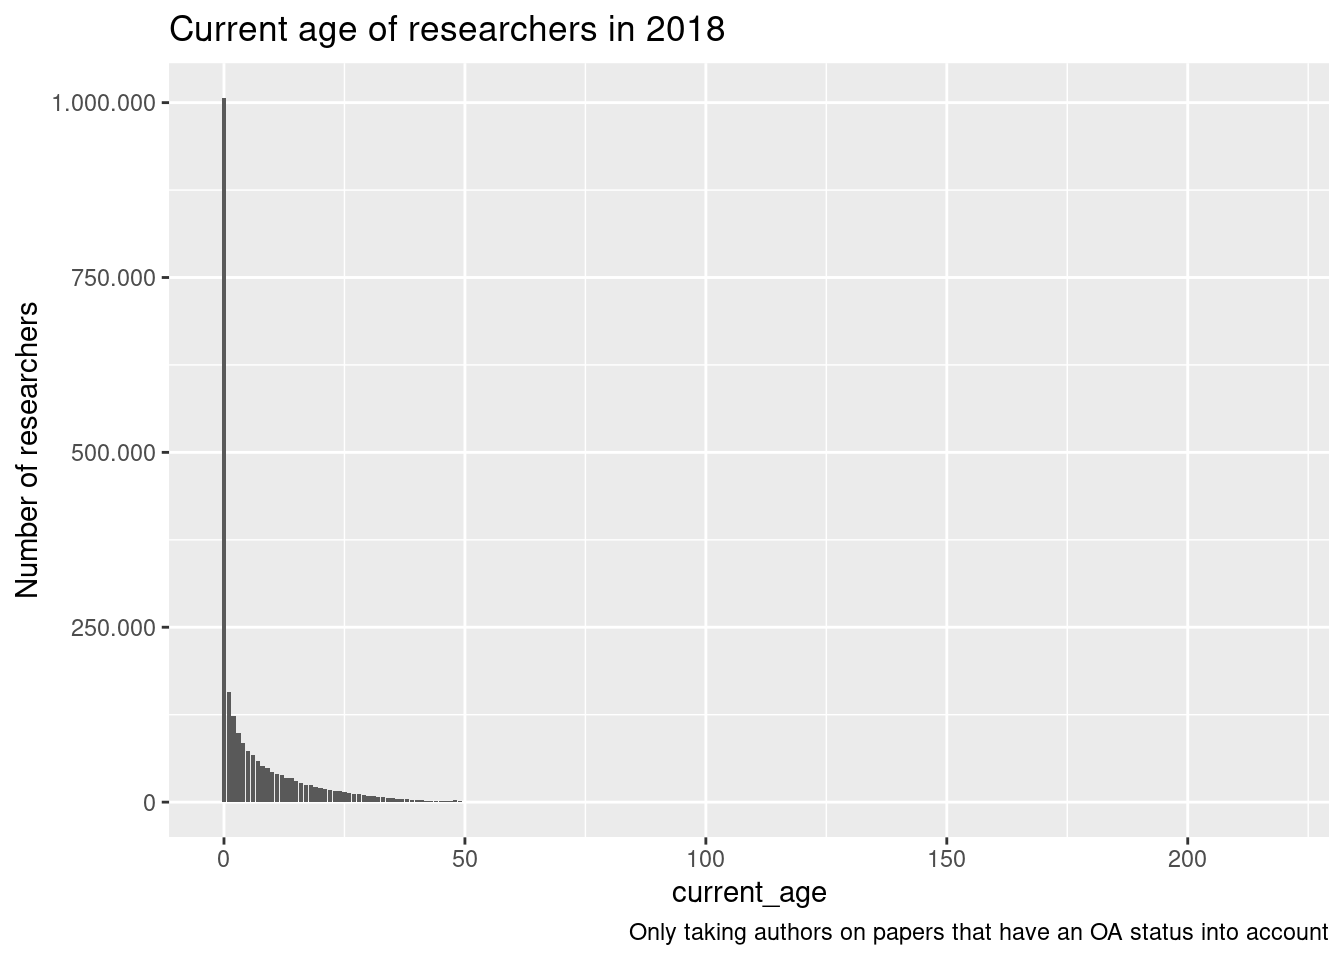 Current age of researchers in 2018
Number of researchers
1.000.000
750.000
500.000
250.000
0
0 50 100 150 200
current_age
Only taking authors on papers that have an OA status into account